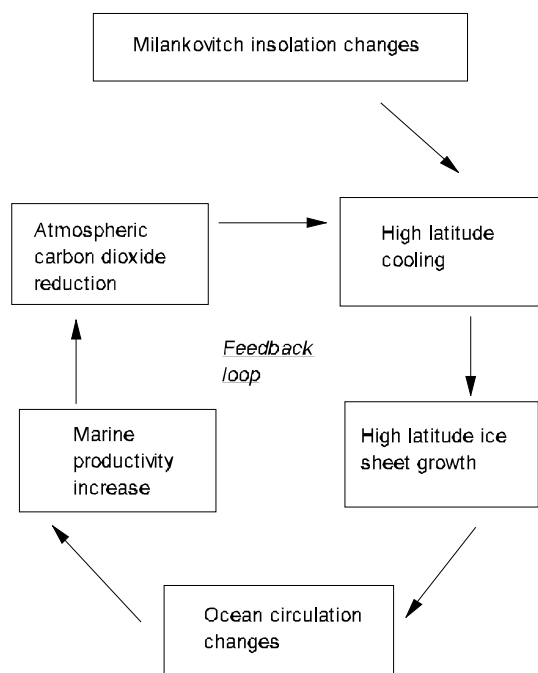 Milankovitch insolation changes
Atmospheric
carbon dioxide
reduction
High latitude
cooling
Feedback
loop
Marine
productivity
increase
High latitude ice
sheet growth
Ocean circulation
changes